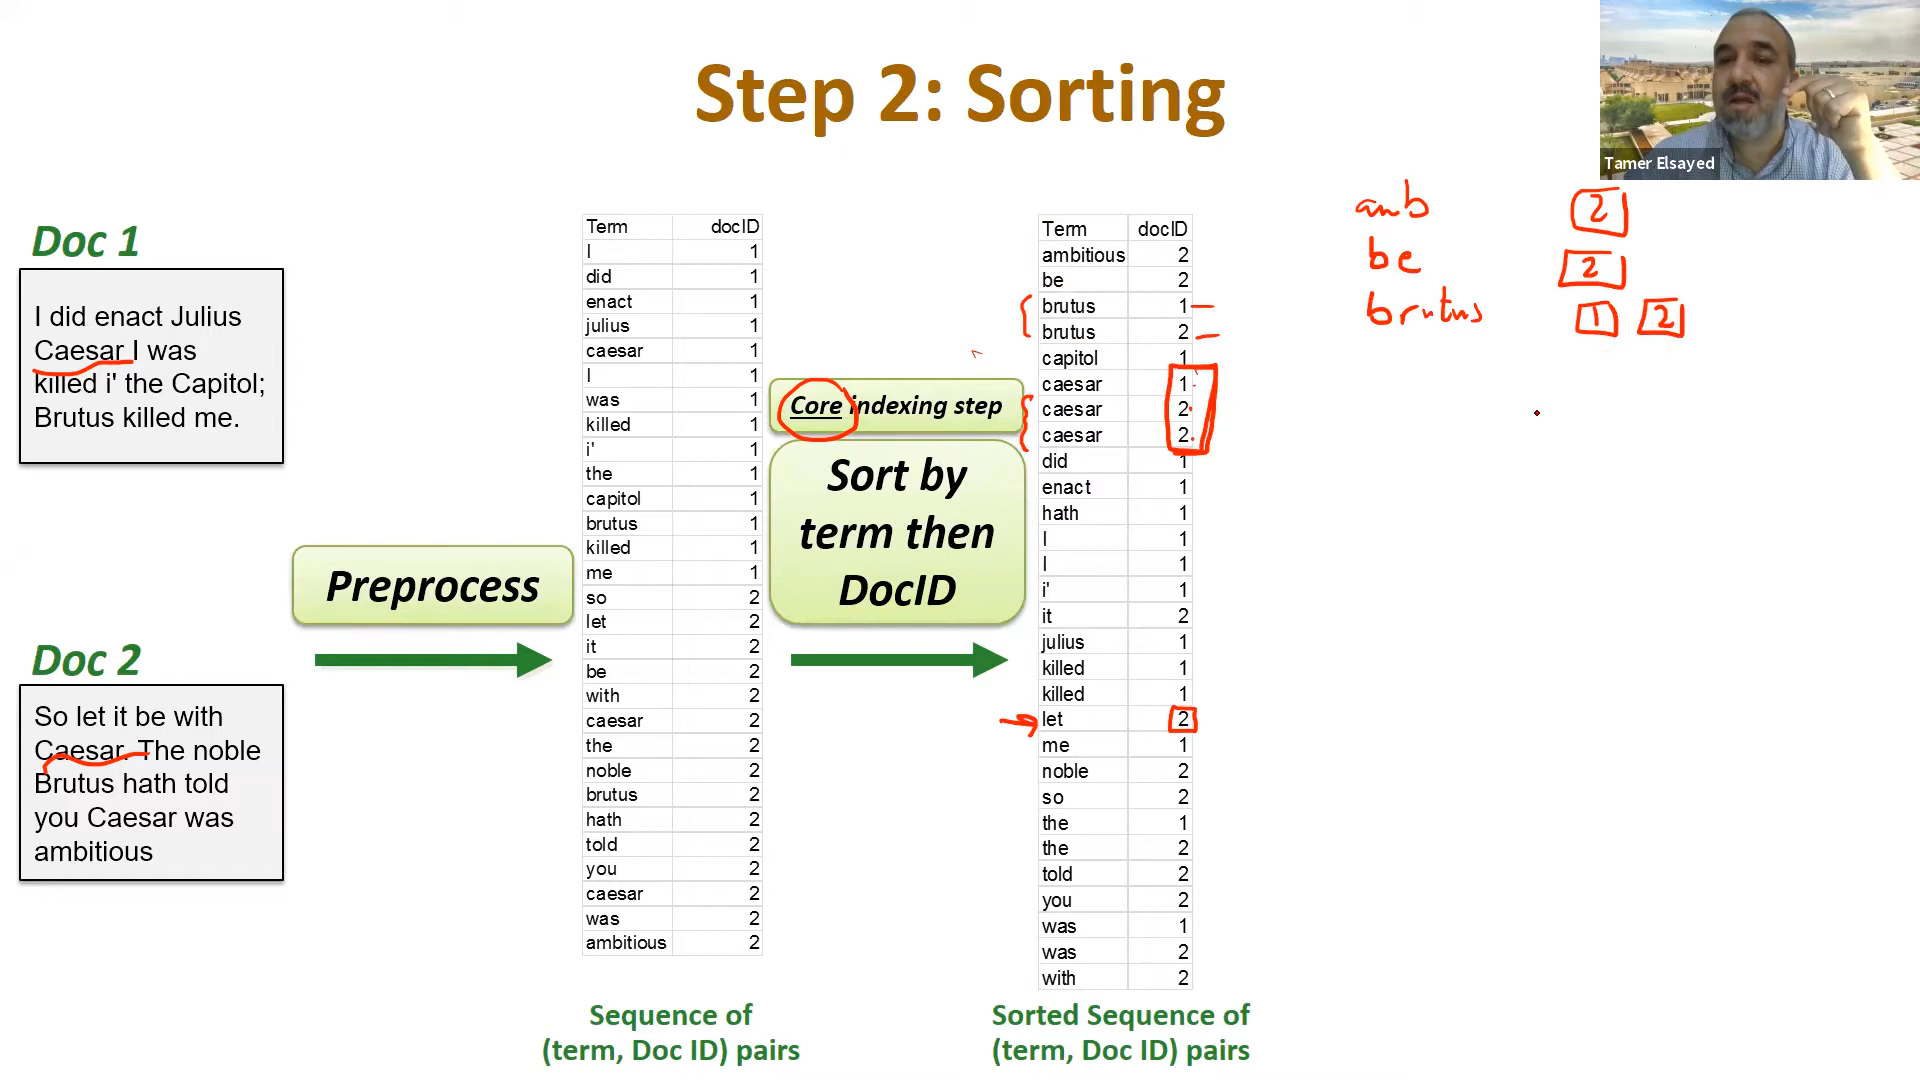 Step 2: Sorting
Tamer Elsayed
Doc 1
I did enact Julius
Caesar I was
killed i' the Capitol;
Brutus killed me.
Doc 2
So let it be with
Caesar. The noble
Brutus hath told
you Caesar was
ambitious
Preprocess
Term docID
I 1
did 1
enact 1
julius 1
caesar 1
I 1
was 1
killed 1
i' 1
the 1
capitol 1
brutus 1
killed 1
me 1
so 2
let 2
it 2
be 2
with 2
caesar 2
the 2
noble 2
brutus 2
hath 2
told 2
you 2
caesar 2
was 2
ambitious 2
Sequence of
(term, Doc ID) pairs
Core indexing step
Sort by
term then
DocID
Term docID
ambitious 2
be 2
brutus 1
brutus 2
capitol 1
caesar 1
caesar 2
caesar 2
did 1
enact 1
hath 1
I 1
I 1
i' 1
it 2
julius 1
killed 1
killed 1
let 2
me 1
noble 2
so 2
the 1
the 2
told 2
you 2
was 1
was 2
with 2
Sorted Sequence of
(term, Doc ID) pairs
amb 2
be 2
brutus 1 2